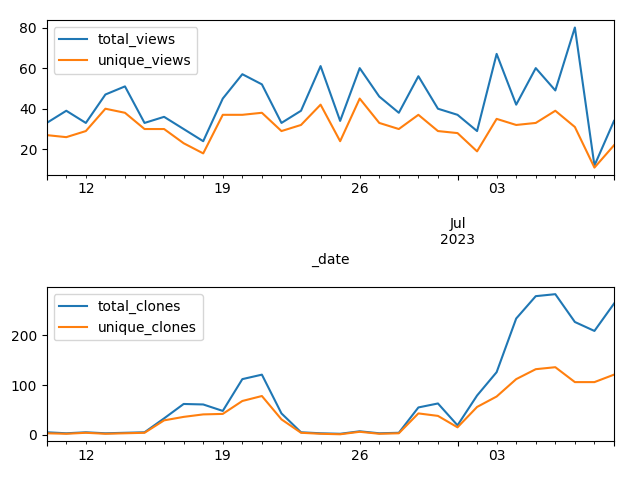 80
60
40
20
total_views
unique_views
12
19
26
03
Jul
2023
_date
200
100
0
total_clones
unique_clones
12
19
26
03